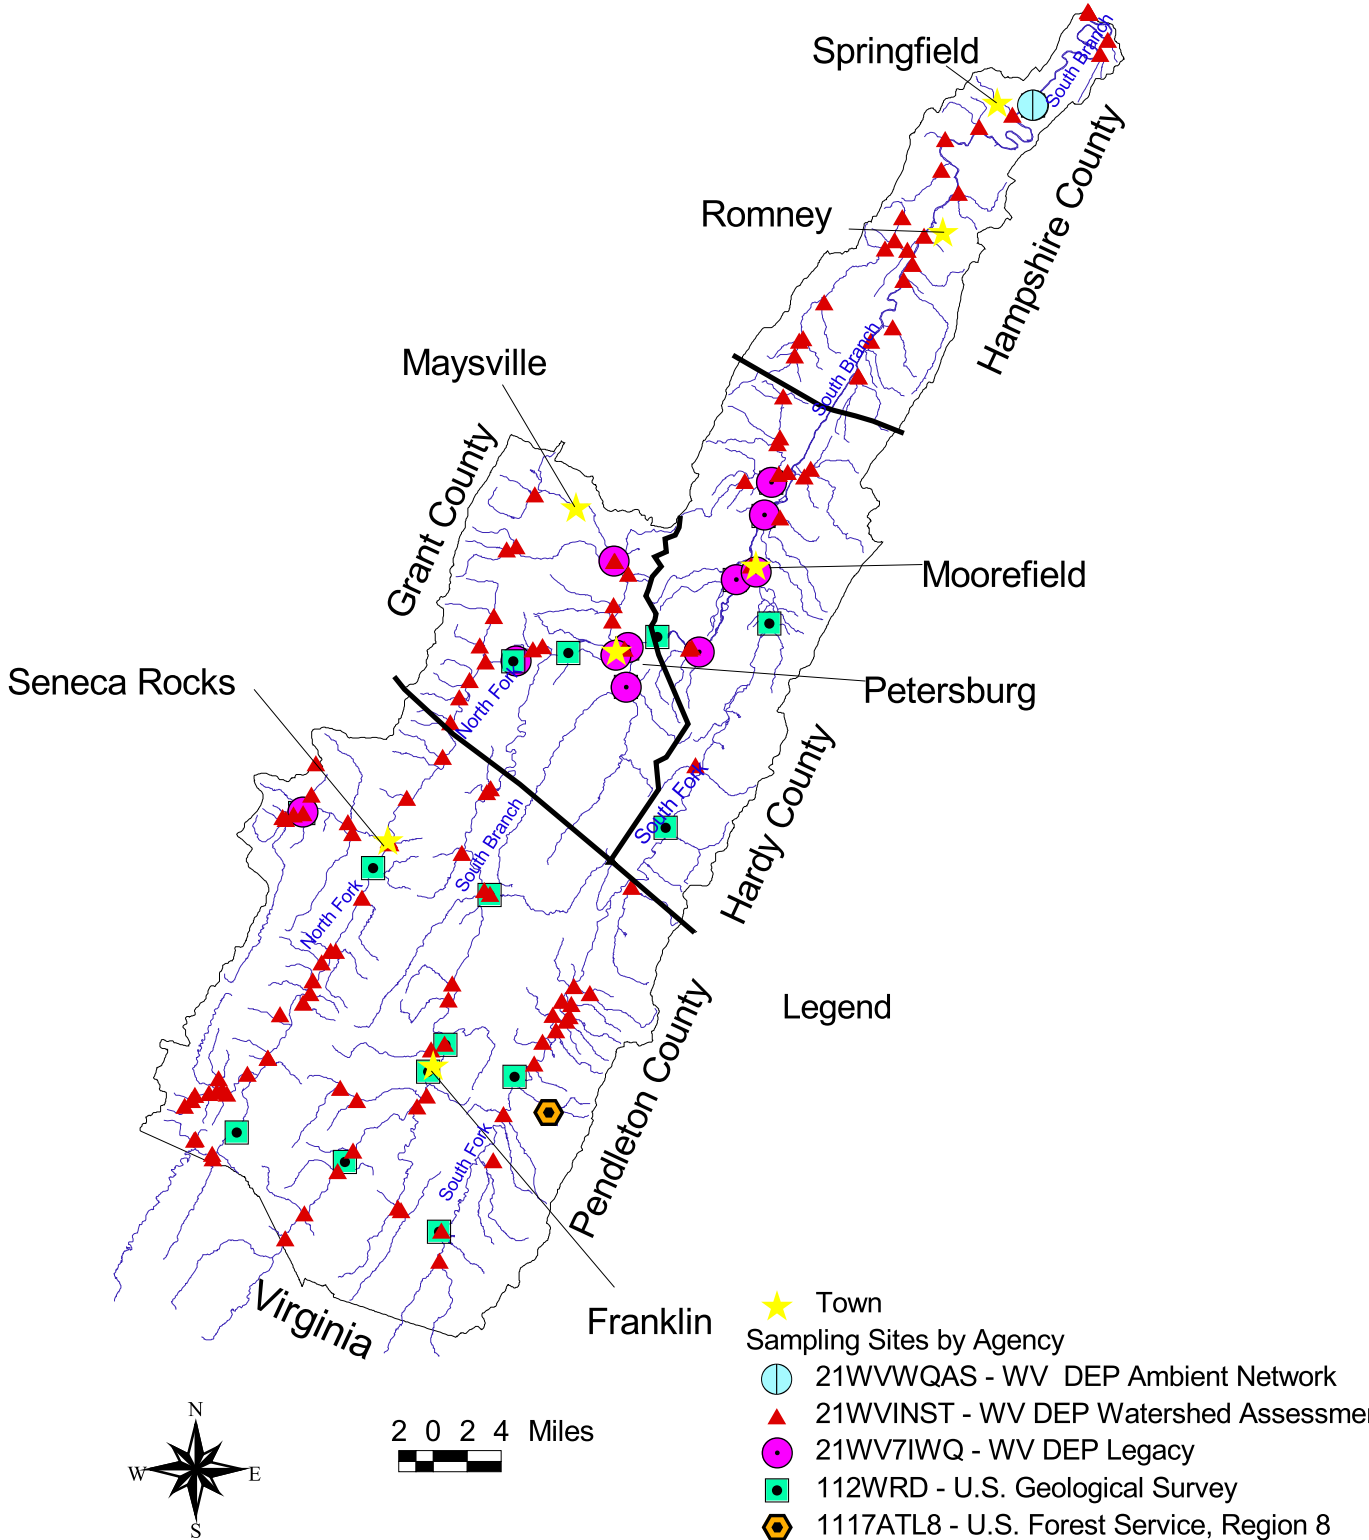 Springfield
South Branch
Hampshire County
Romney
South Branch
Maysville
Grant County
Moorefield
Seneca Rocks
North Fork
Petersburg
South Fork
Hardy County
South Branch
North Fork
Legend
Pendleton County
South Fork
Virginia
Franklin
Town
Sampling Sites by Agency
21WVWQAS - WV DEP Ambient Network
21WVINST - WV DEP Watershed Assessme
21WV7IWQ - WV DEP Legacy
112WRD - U.S. Geological Survey
1117ATL8 - U.S. Forest Service, Region 8
N
W E
S
2 0 2 4 Miles